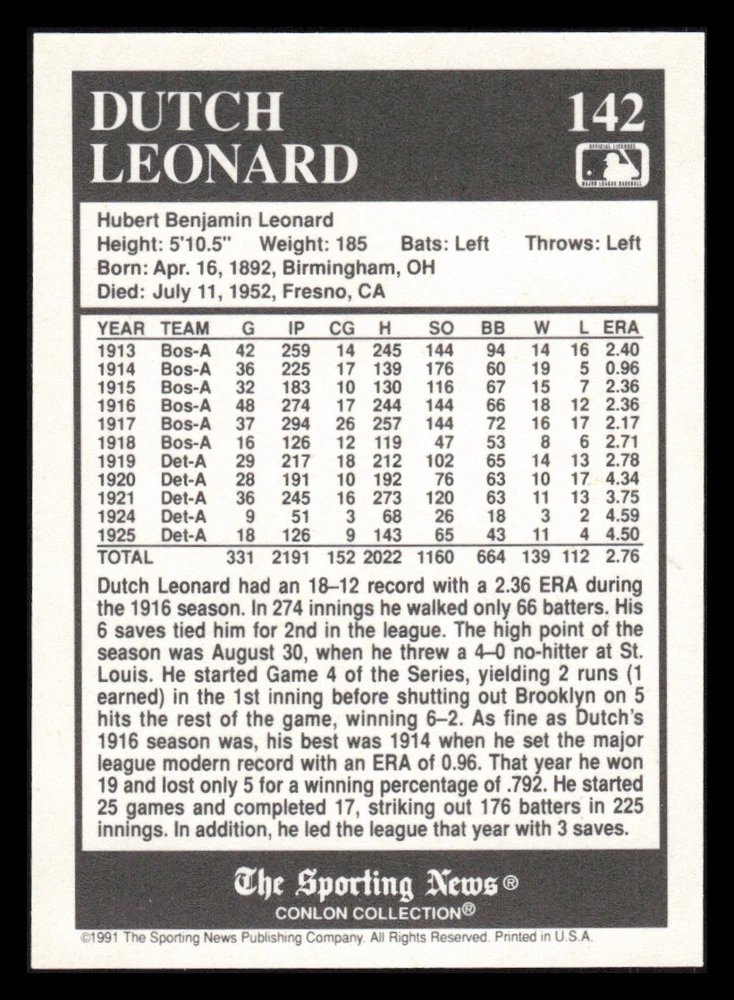 DUTCH
LEONARD
142
OFFICIAL LICENSEE
MAJOR LEAGUE BASEBALL
Hubert Benjamin Leonard
Height: 5'10.5" Weight: 185 Bats: Left Throws: Left
Born: Apr. 16, 1892, Birmingham, OH
Died: July 11, 1952, Fresno, CA
YEAR TEAM G IP CG H SO BB W L ERA
1913 Bos-A 42 259 14 245 144 94 14 16 2.40
1914 Bos-A 36 225 17 139 176 60 19 5 0.96
1915 Bos-A 32 183 10 130 116 67 15 7 2.36
1916 Bos-A 48 274 17 244 144 66 18 12 2.36
1917 Bos-A 37 294 26 257 144 72 16 17 2.17
1918 Bos-A 16 126 12 119 47 53 8 6 2.71
1919 Det-A 29 217 18 212 102 65 14 13 2.78
1920 Det-A 28 191 10 192 76 63 10 17 4.34
1921 Det-A 36 245 16 273 120 63 11 13 3.75
1924 Det-A 9 51 3 68 26 18 3 2 4.59
1925 Det-A 18 126 9 143 65 43 11 4 4.50
TOTAL 331 2191 152 2022 1160 664 139 112 2.76
Dutch Leonard had an 18–12 record with a 2.36 ERA during
the 1916 season. In 274 innings he walked only 66 batters. His
6 saves tied him for 2nd in the league. The high point of the
season was August 30, when he threw a 4–0 no-hitter at St.
Louis. He started Game 4 of the Series, yielding 2 runs (1
earned) in the 1st inning before shutting out Brooklyn on 5
hits the rest of the game, winning 6–2. As fine as Dutch's
1916 season was, his best was 1914 when he set the major
league modern record with an ERA of 0.96. That year he won
19 and lost only 5 for a winning percentage of .792. He started
25 games and completed 17, striking out 176 batters in 225
innings. In addition, he led the league that year with 3 saves.
The Sporting News®
CONLON COLLECTION®
©1991 The Sporting News Publishing Company. All Rights Reserved. Printed in U.S.A.